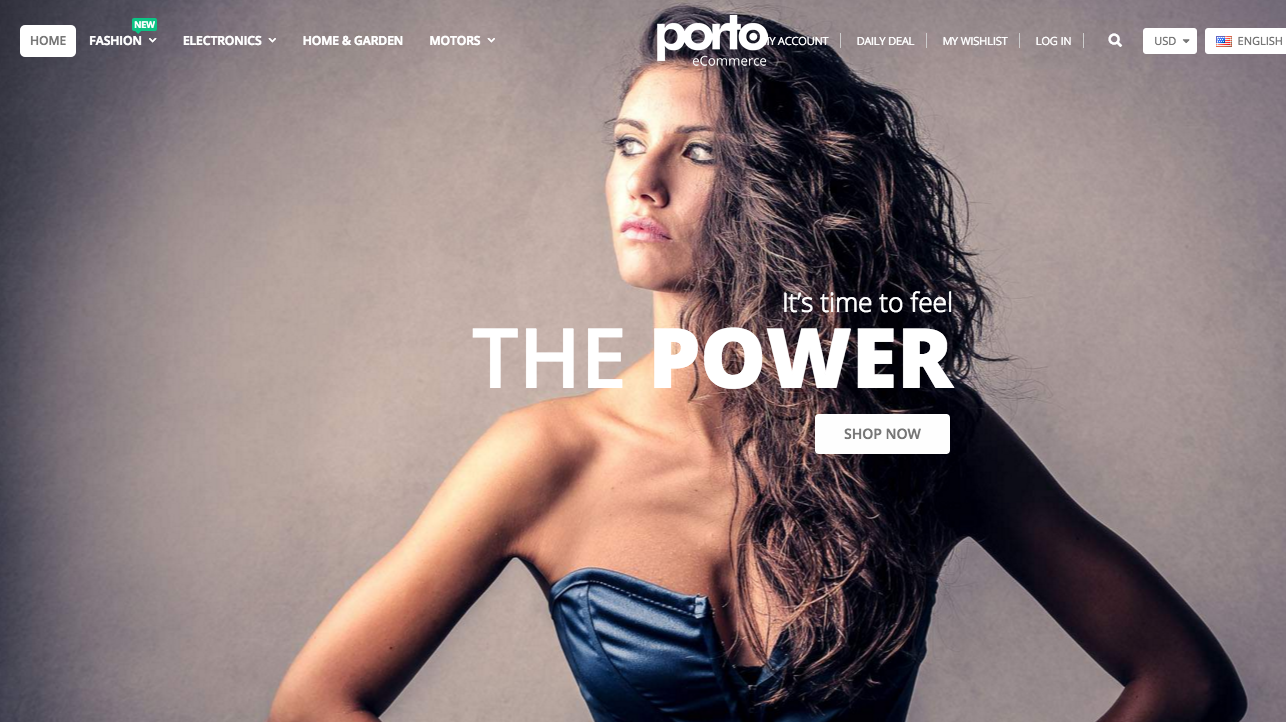 NEW
HOME FASHION ELECTRONICS HOME & GARDEN MOTORS
porto
eCommerce
Y ACCOUNT DAILY DEAL MY WISHLIST LOG IN USD ENGLISH
It's time to feel
THE POWER
SHOP NOW